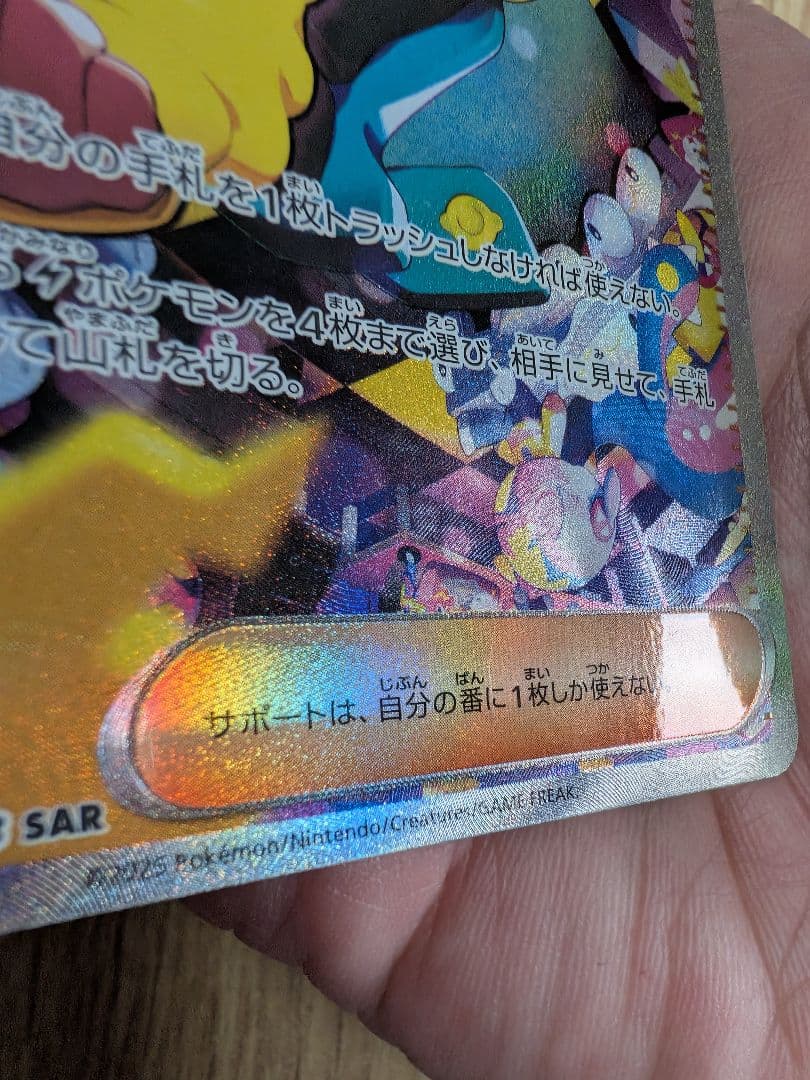 自分の手札を1枚トラッシュしなければ使えない。
ポケモンを4枚まで選び、相手に見せて、手札
て山札を切る。
サポートは、自分の番に1枚しか使えない。
SAR
©2025 Pokémon/Nintendo/Creatures/GAME FREAK.